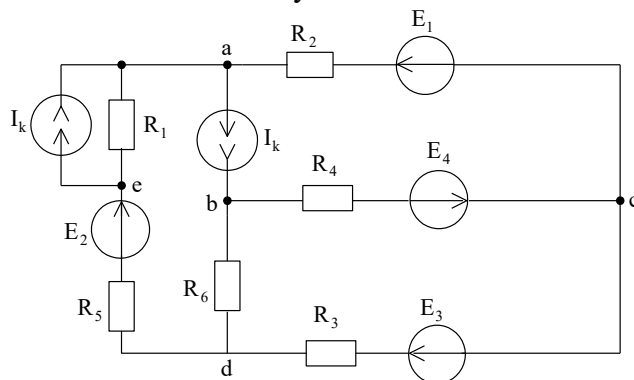 E₁
a
R₂
Iₖ
R₁
Iₖ
E₄
R₄
e
b
c
E₂
R₆
R₅
R₃
E₃
d